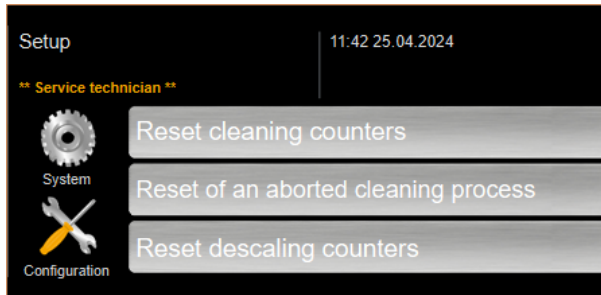 Setup
11:42 25.04.2024
** Service technician **
Reset cleaning counters
System
Reset of an aborted cleaning process
Reset descaling counters
Configuration